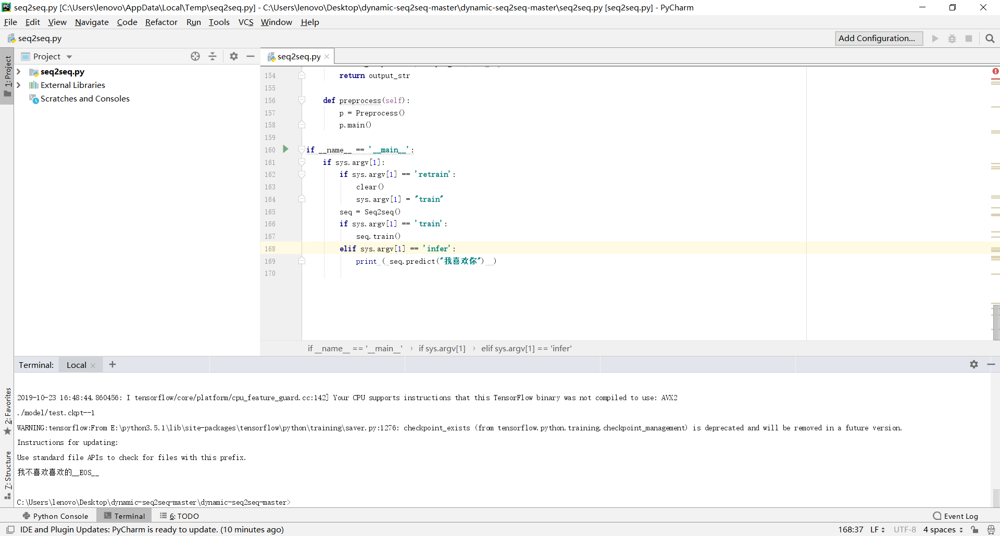 seq2seq.py [C:\Users\lenovo\AppData\Local\Temp\seq2seq.py] - C:\Users\lenovo\Desktop\dynamic-seq2seq-master\dynamic-seq2seq-master\seq2seq.py [seq2seq.py] - PyCharm
File Edit View Navigate Code Refactor Run Tools VCS Window Help
seq2seq.py
Add Configuration...
1: Project
Project
seq2seq.py
External Libraries
Scratches and Consoles
seq2seq.py
154 return output_str
155
156 def preprocess(self):
157 p = Preprocess()
158 p.main()
159
160 if __name__ == '__main__':
161 if sys.argv[1]:
162 if sys.argv[1] == 'retrain':
163 clear()
164 sys.argv[1] = "train"
165 seq = Seq2seq()
166 if sys.argv[1] == 'train':
167 seq.train()
168 elif sys.argv[1] == 'infer':
169 print ( seq.predict("我喜欢你")  )
170
if __name__ == '__main__' › if sys.argv[1] › elif sys.argv[1] == 'infer'
Terminal: Local +
2: Favorites
7: Structure
2019-10-23 16:48:44.860456: I tensorflow/core/platform/cpu_feature_guard.cc:142] Your CPU supports instructions that this TensorFlow binary was not compiled to use: AVX2
./model/test.ckpt--1
WARNING:tensorflow:From E:\python3.5.1\lib\site-packages\tensorflow\python\training\saver.py:1276: checkpoint_exists (from tensorflow.python.training.checkpoint_management) is deprecated and will be removed in a future version.
Instructions for updating:
Use standard file APIs to check for files with this prefix.
我不喜欢喜欢的__EOS__
C:\Users\lenovo\Desktop\dynamic-seq2seq-master\dynamic-seq2seq-master>
Python Console Terminal 6: TODO Event Log
IDE and Plugin Updates: PyCharm is ready to update. (10 minutes ago) 168:37 LF UTF-8 4 spaces